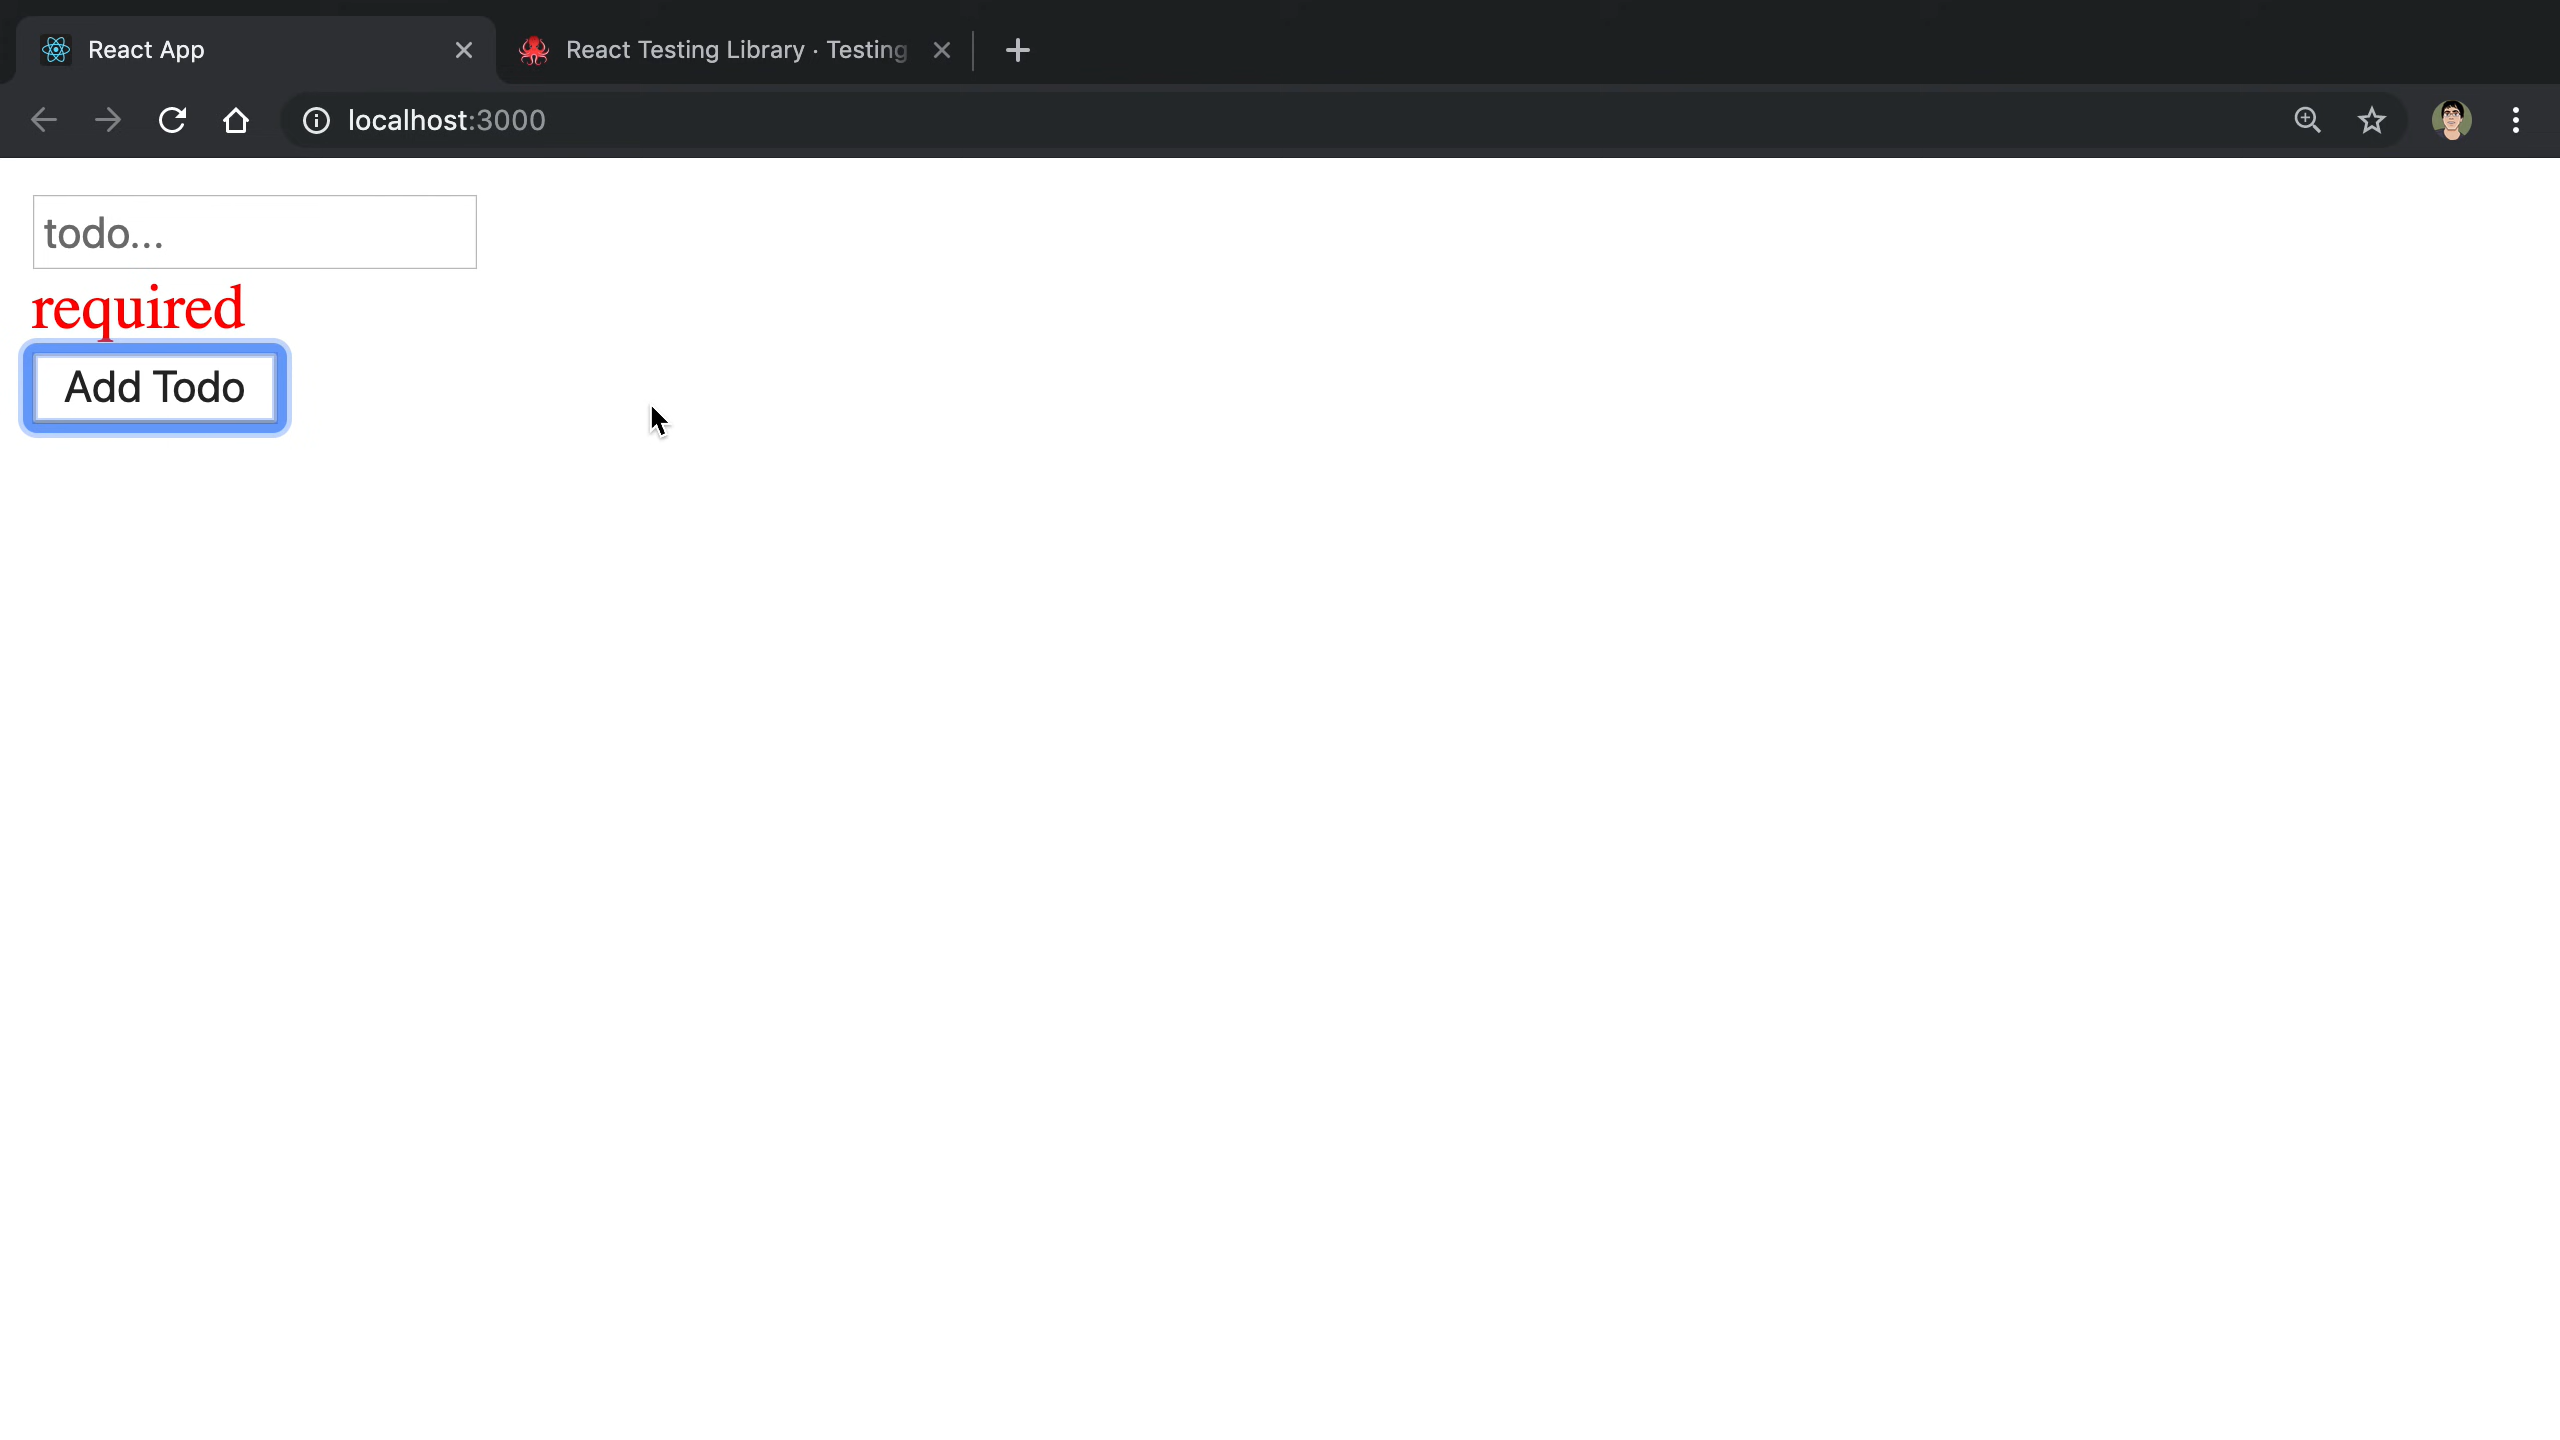 React App
React Testing Library · Testing
localhost:3000
todo...
required
Add Todo